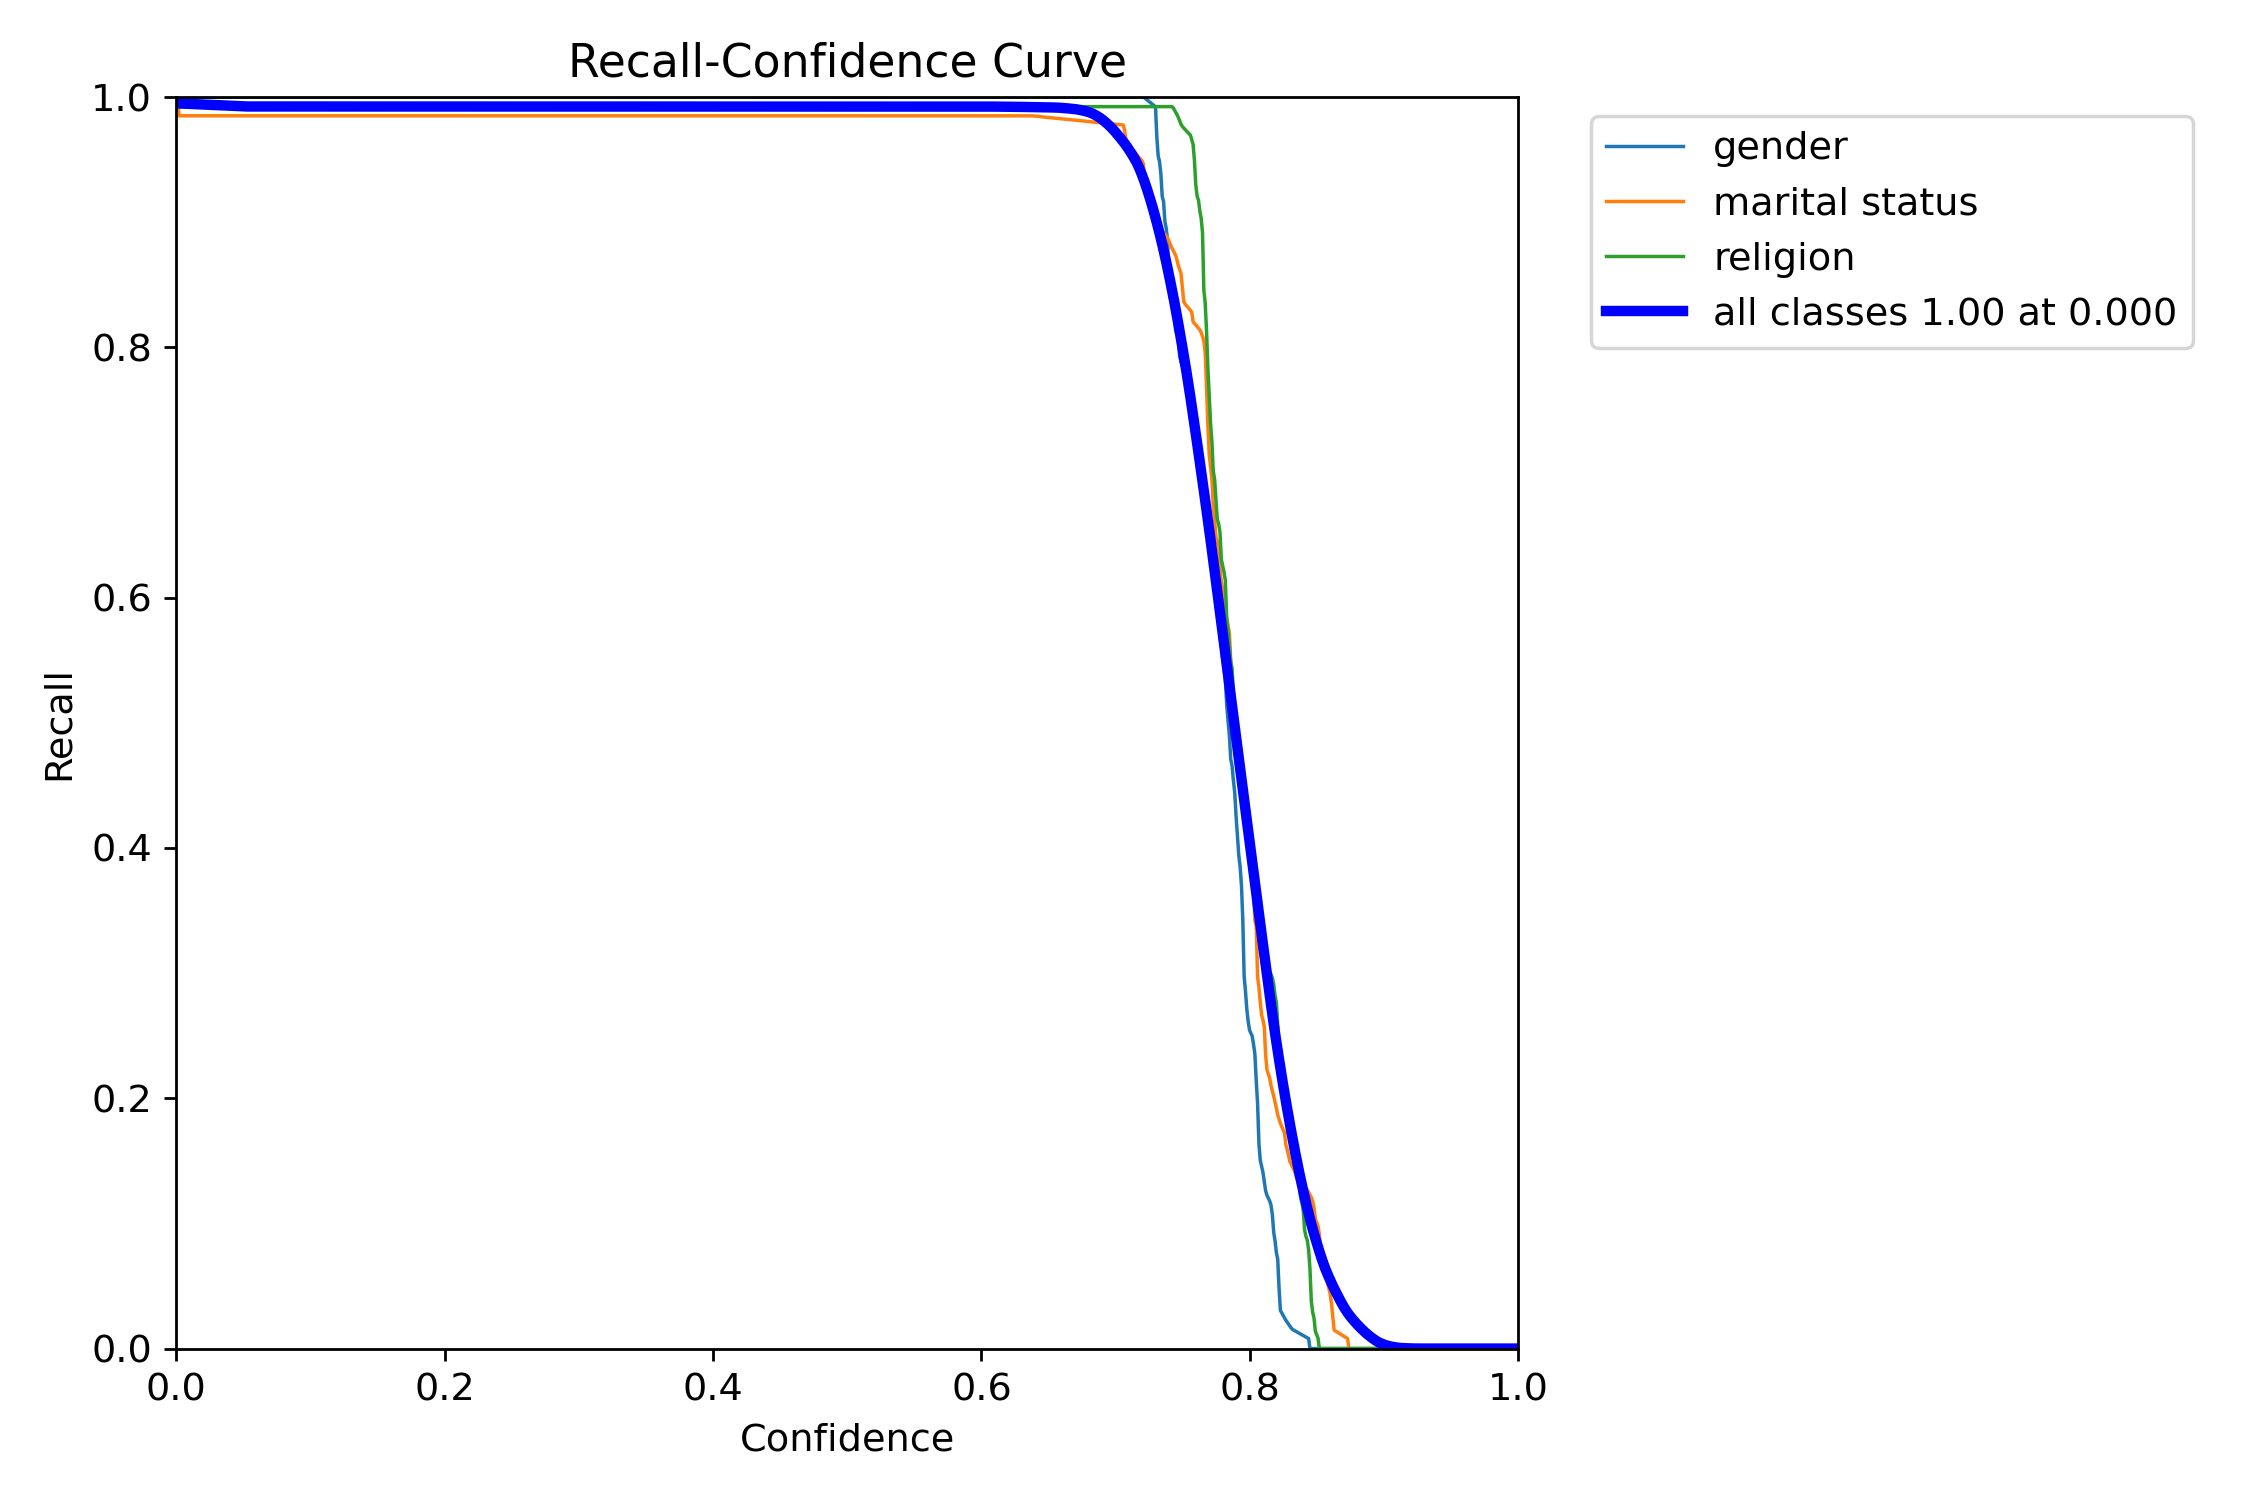 Recall-Confidence Curve
1.0
0.8
0.6
0.4
0.2
0.0
Recall
0.0 0.2 0.4 0.6 0.8 1.0
Confidence
gender
marital status
religion
all classes 1.00 at 0.000